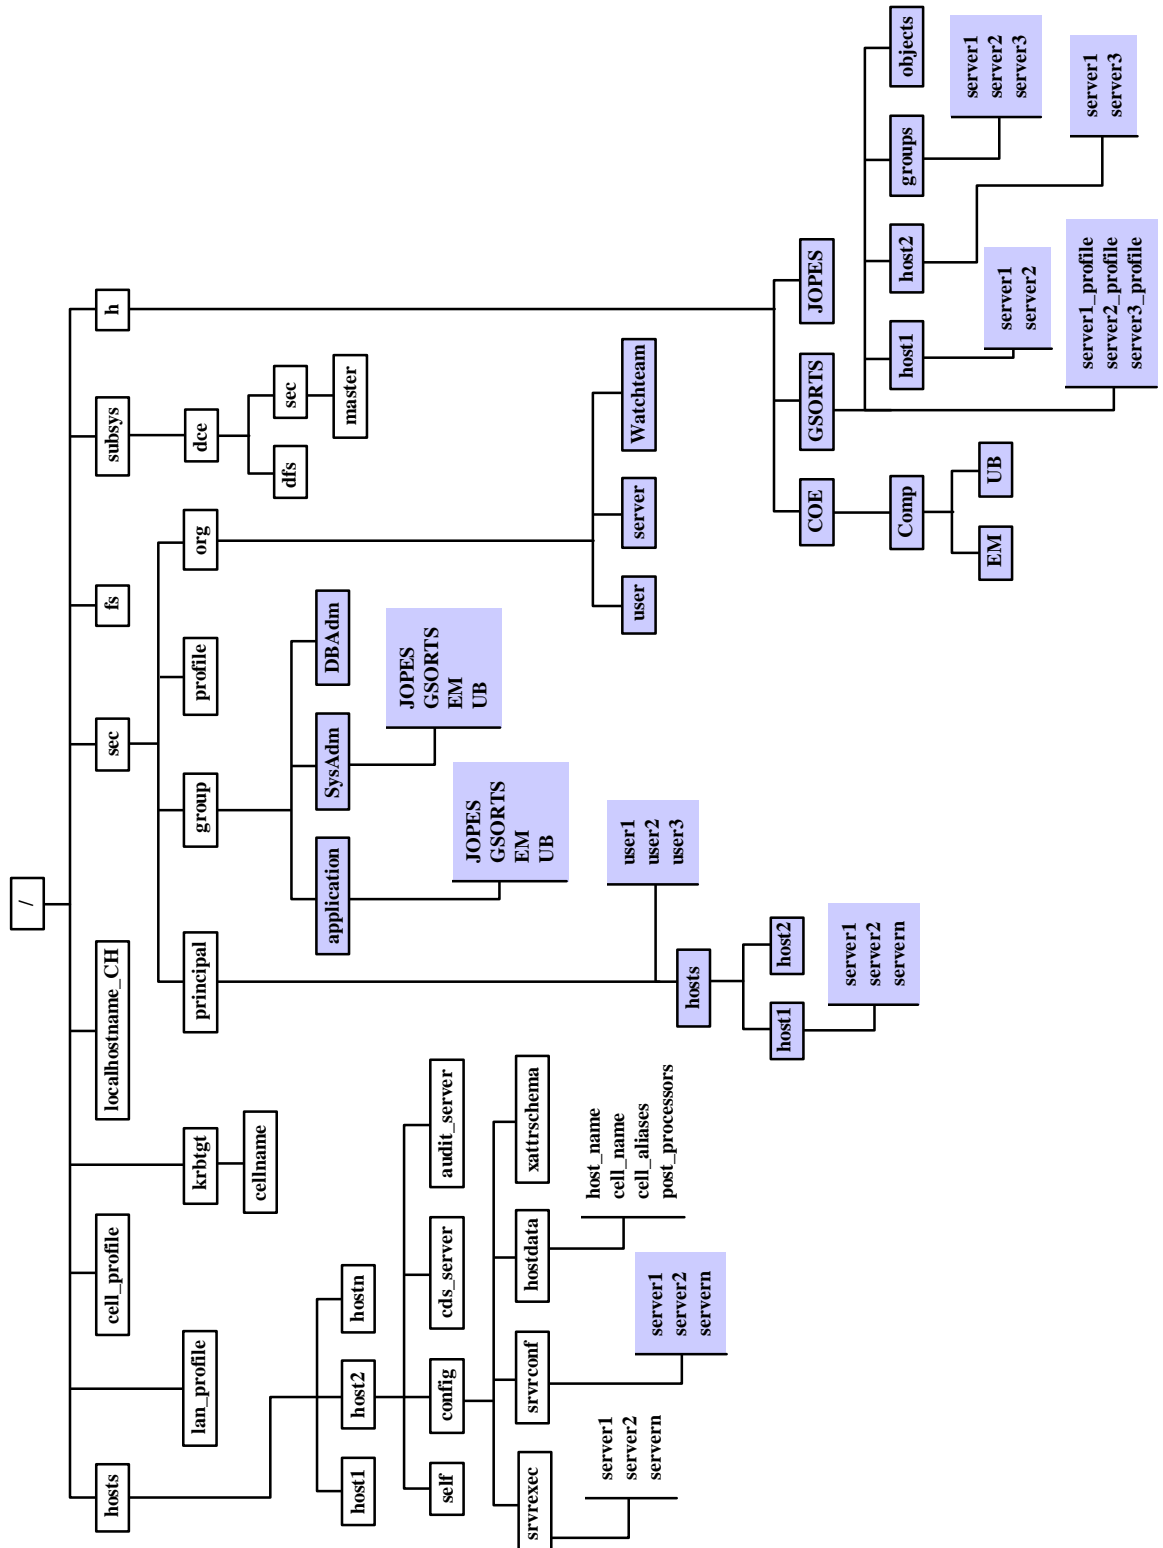 /
hosts
lan_profile
cell_profile
krbtgt
cellname
localhostname_CH
sec
fs
subsys
h
host1
host2
hostn
self
config
cds_server
audit_server
srvrexec
srvrconf
hostdata
xattrschema
server1
server2
servern
server1
server2
servern
host_name
cell_name
cell_aliases
post_processors
principal
group
profile
org
hosts
user1
user2
user3
host1
host2
server1
server2
servern
application
SysAdm
DBAdm
JOPES
GSORTS
EM
UB
JOPES
GSORTS
EM
UB
user
server
Watchteam
dce
dfs
sec
master
COE
GSORTS
JOPES
Comp
EM
UB
host1
host2
groups
objects
server1
server2
server1
server3
server1
server2
server3
server1_profile
server2_profile
server3_profile